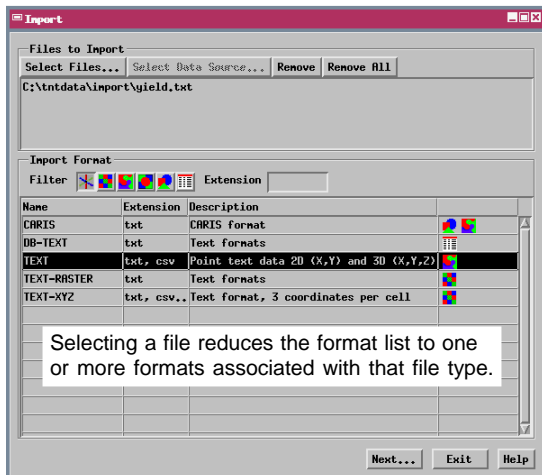 Import
Files to Import
Select Files... Select Data Source... Remove Remove All
C:\tntdata\import\yield.txt
Import Format
Filter Extension
Name Extension Description
CARIS txt CARIS format
DB-TEXT txt Text formats
TEXT txt, csv Point text data 2D (X,Y) and 3D (X,Y,Z)
TEXT-RASTER txt Text formats
TEXT-XYZ txt, csv.. Text format, 3 coordinates per cell
Selecting a file reduces the format list to one
or more formats associated with that file type.
Next... Exit Help